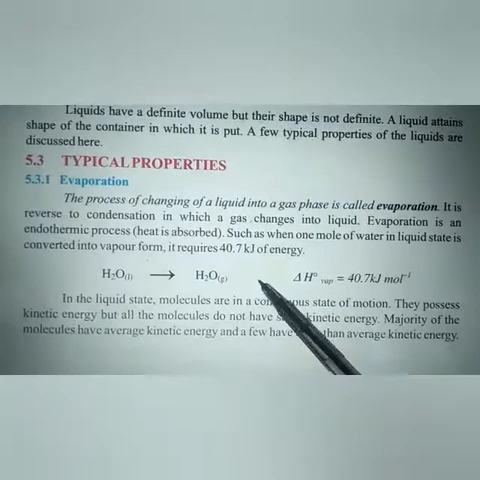 Liquids have a definite volume but their shape is not definite. A liquid attains
shape of the container in which it is put. A few typical properties of the liquids are
discussed here.
5.3 TYPICAL PROPERTIES
5.3.1 Evaporation
The process of changing of a liquid into a gas phase is called evaporation. It is
reverse to condensation in which a gas changes into liquid. Evaporation is an
endothermic process (heat is absorbed). Such as when one mole of water in liquid state is
converted into vapour form, it requires 40.7 kJ of energy.
H₂O(l) ⟶ H₂O(g) ΔH°vap = 40.7kJ mol⁻¹
In the liquid state, molecules are in a state of motion. They possess
kinetic energy but all the molecules do not have kinetic energy. Majority of the
molecules have average kinetic energy and a few have than average kinetic energy.